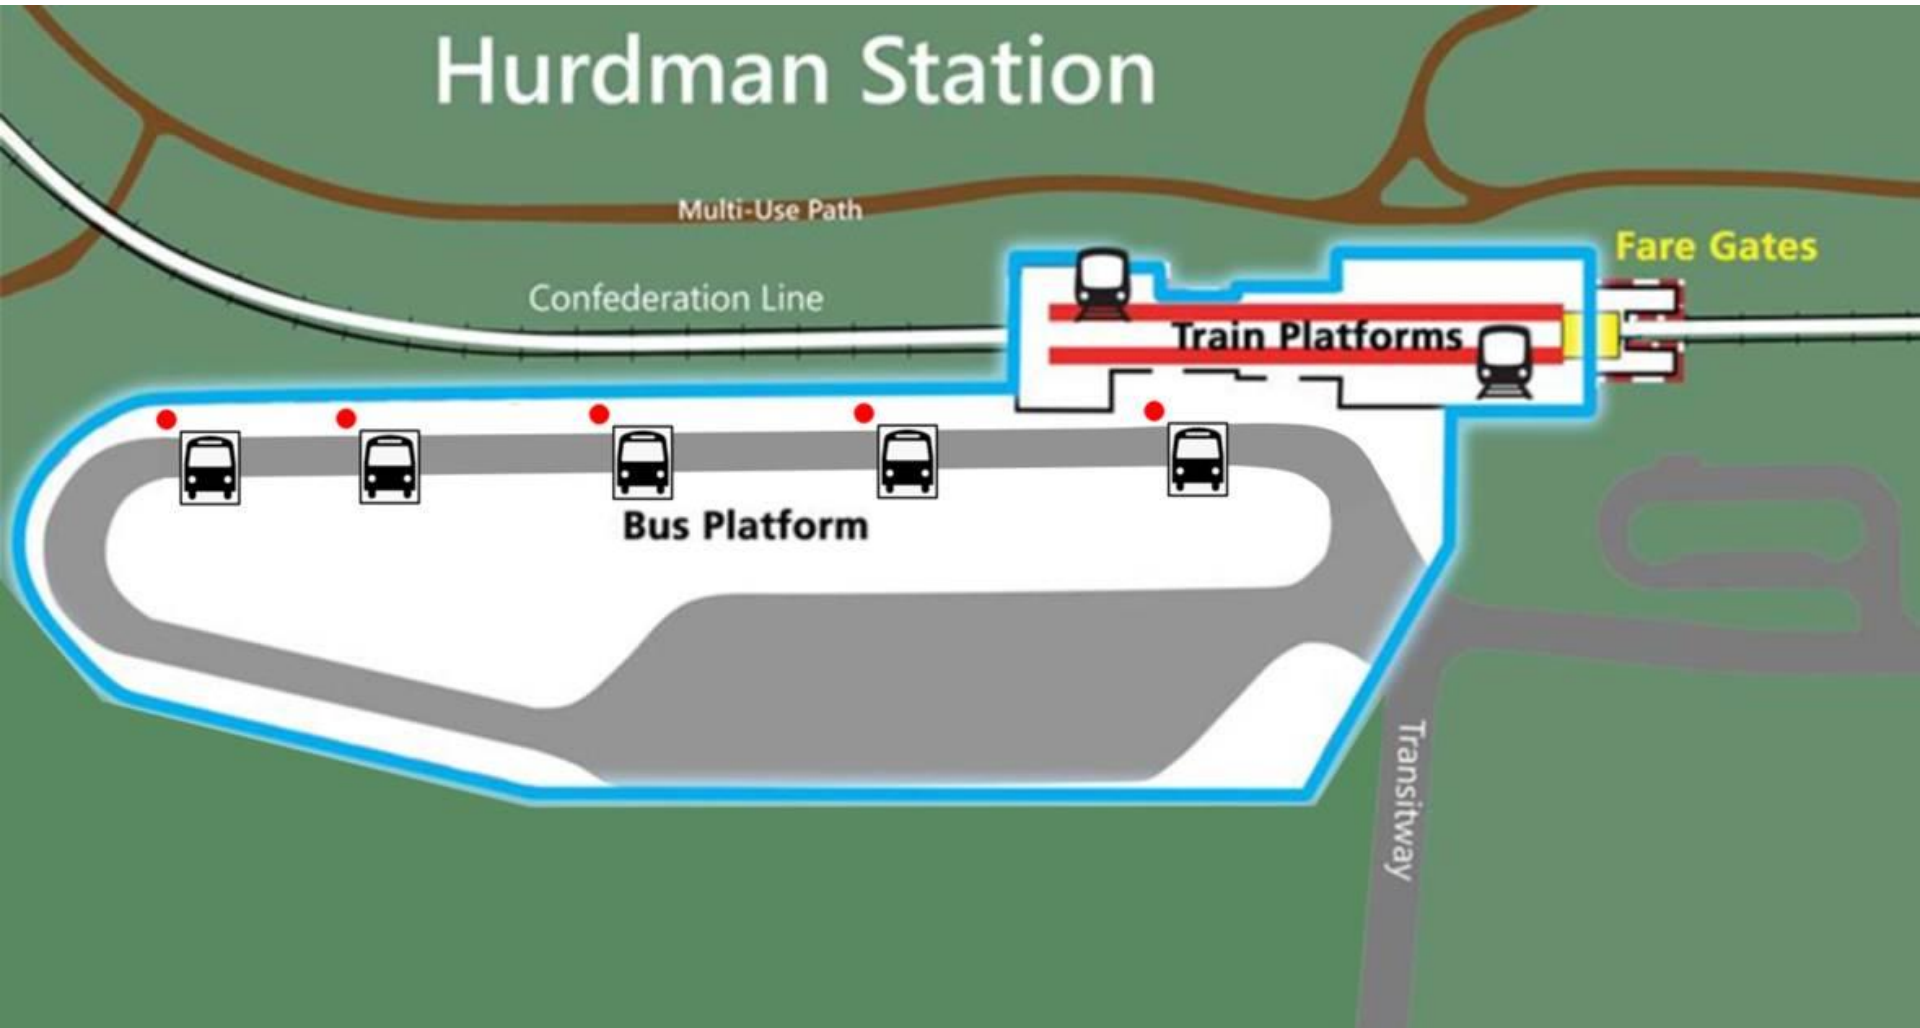 Hurdman Station
Multi-Use Path
Fare Gates
Confederation Line
Train Platforms
Bus Platform
Transitway